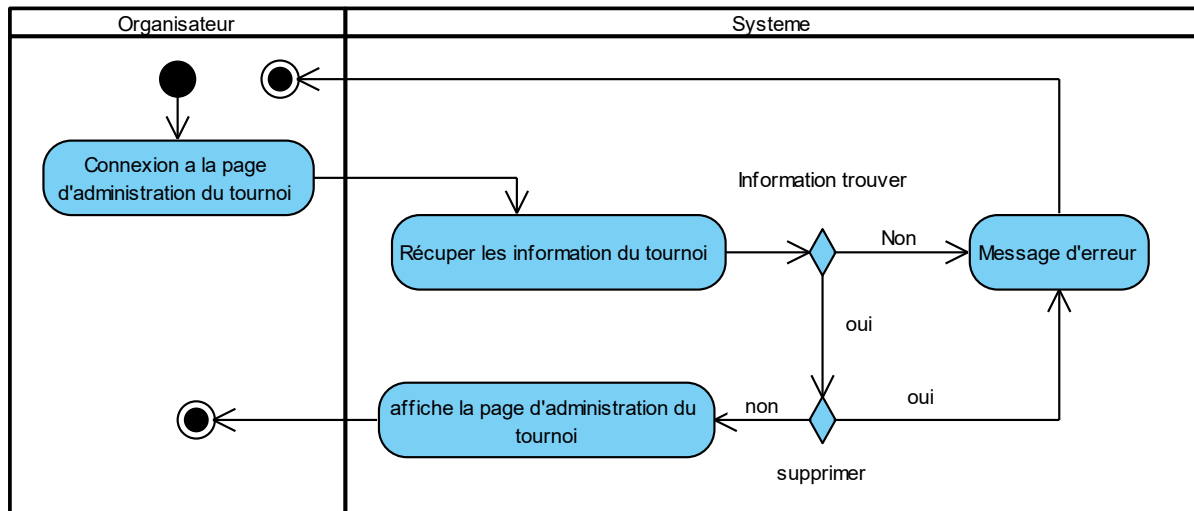 Organisateur
Systeme
Connexion a la page
d'administration du tournoi
Information trouver
Récuper les information du tournoi
Non
Message d'erreur
oui
affiche la page d'administration du
tournoi
non
oui
supprimer